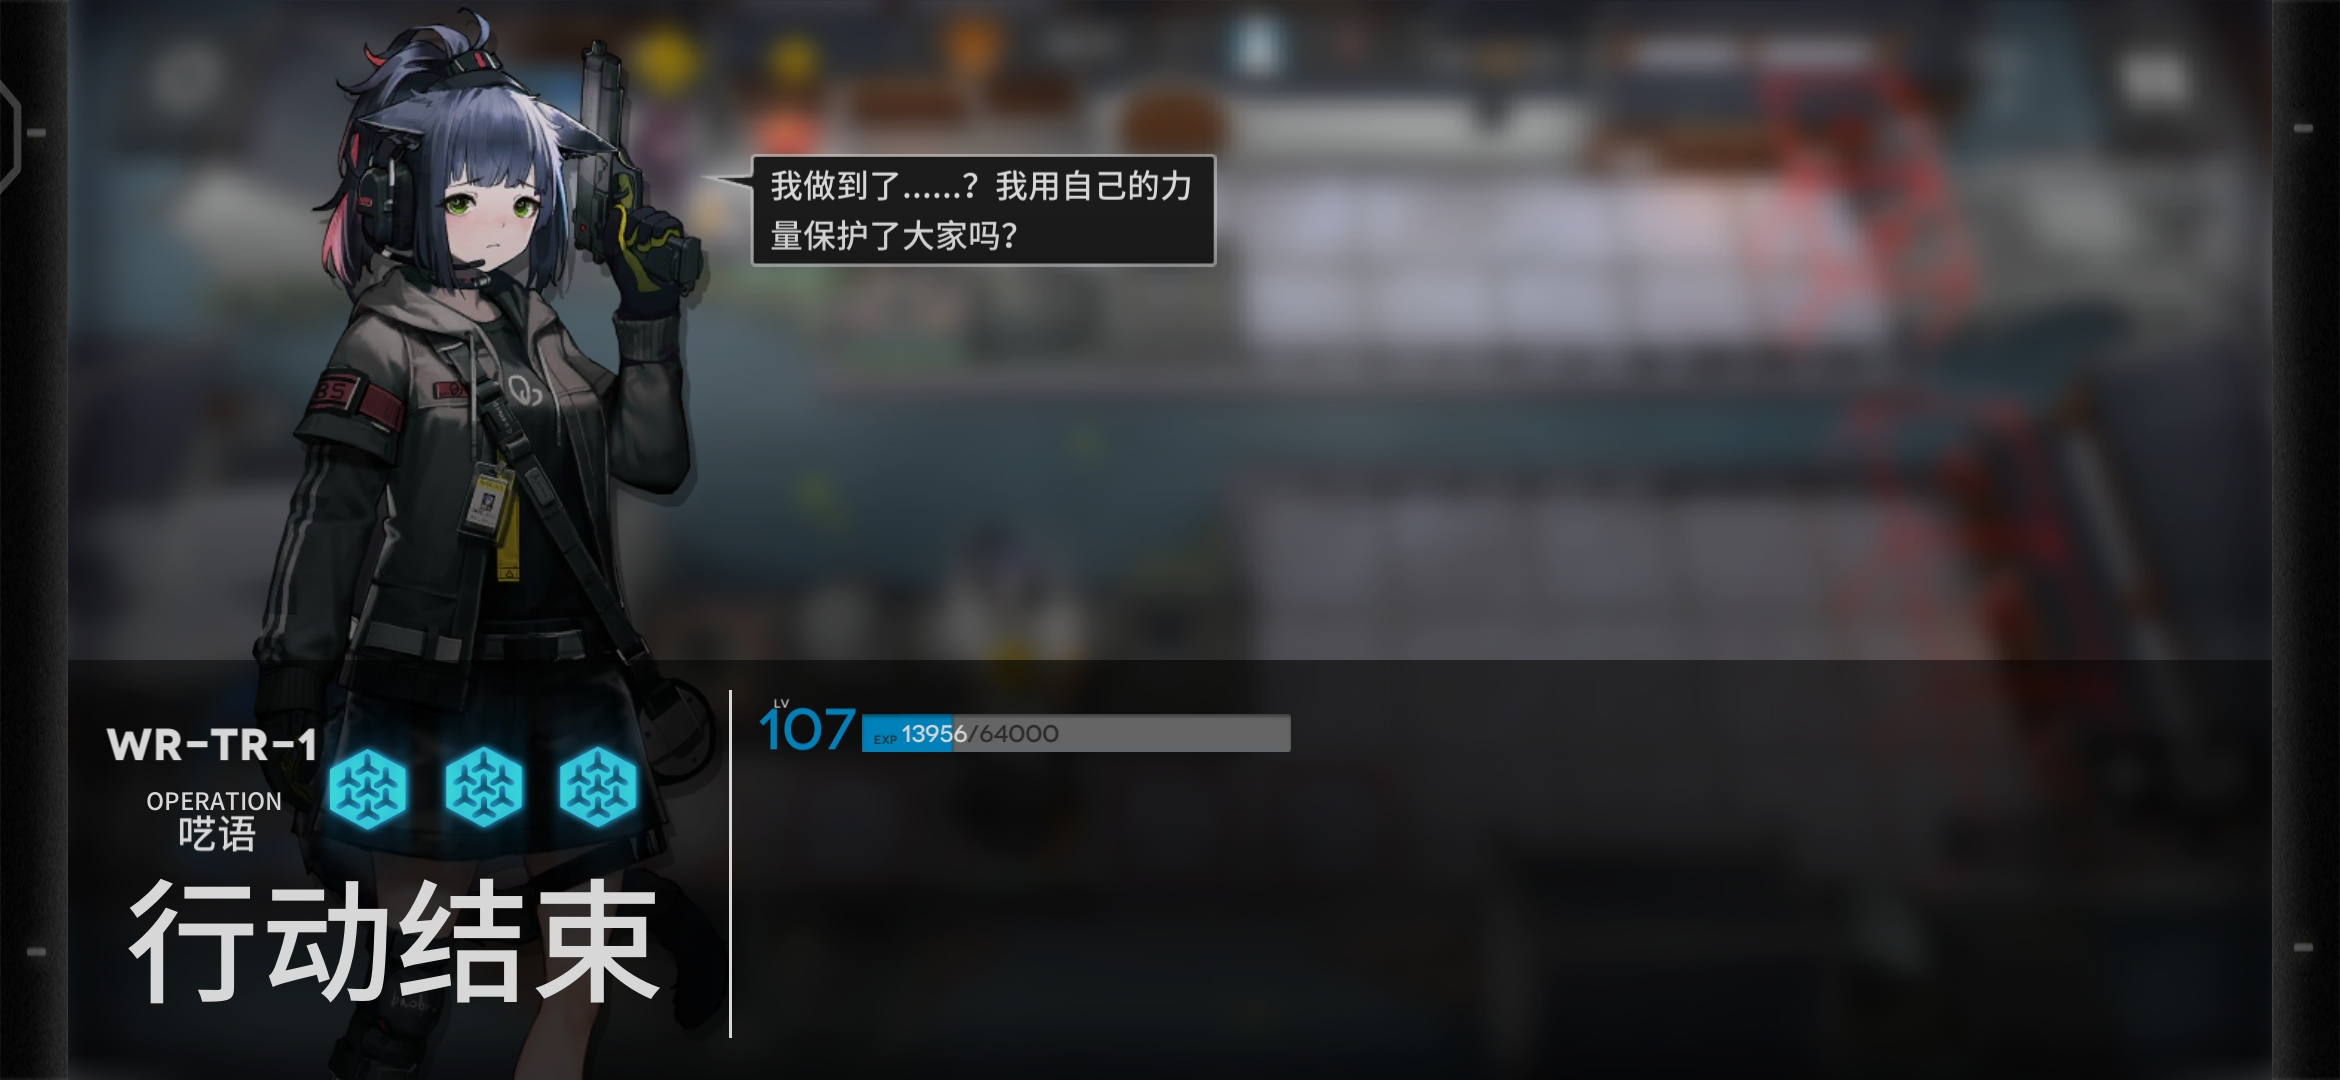 我做到了......？我用自己的力
量保护了大家吗？
BS
WR-TR-1
OPERATION
呓语
行动结束
LV
107
EXP 13956/64000